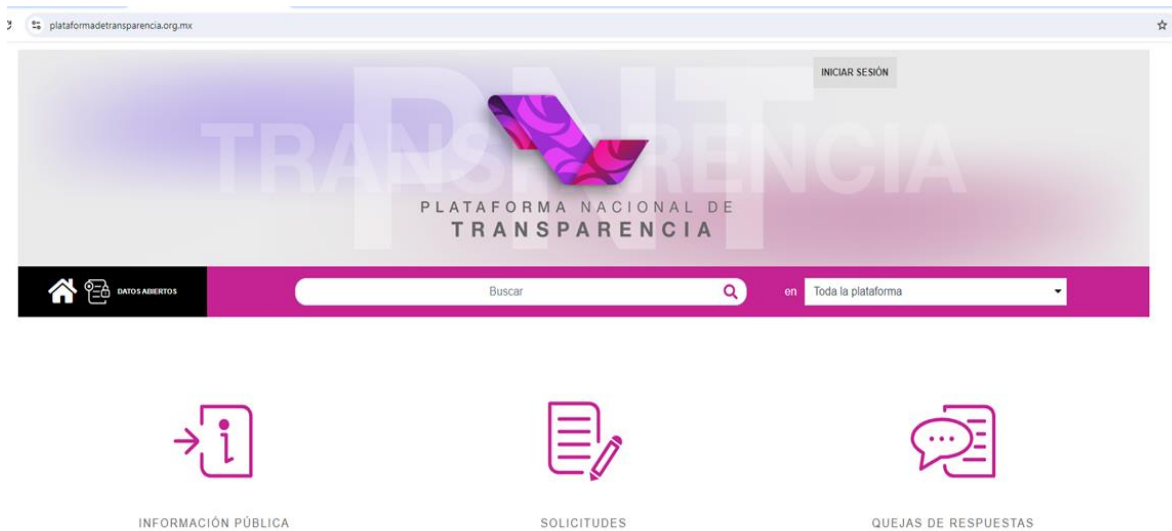 plataformadetransparencia.org.mx
INICIAR SESIÓN
PNT
TRANSPARENCIA
PLATAFORMA NACIONAL DE
TRANSPARENCIA
DATOS ABIERTOS
Buscar
en
Toda la plataforma
INFORMACIÓN PÚBLICA
SOLICITUDES
QUEJAS DE RESPUESTAS